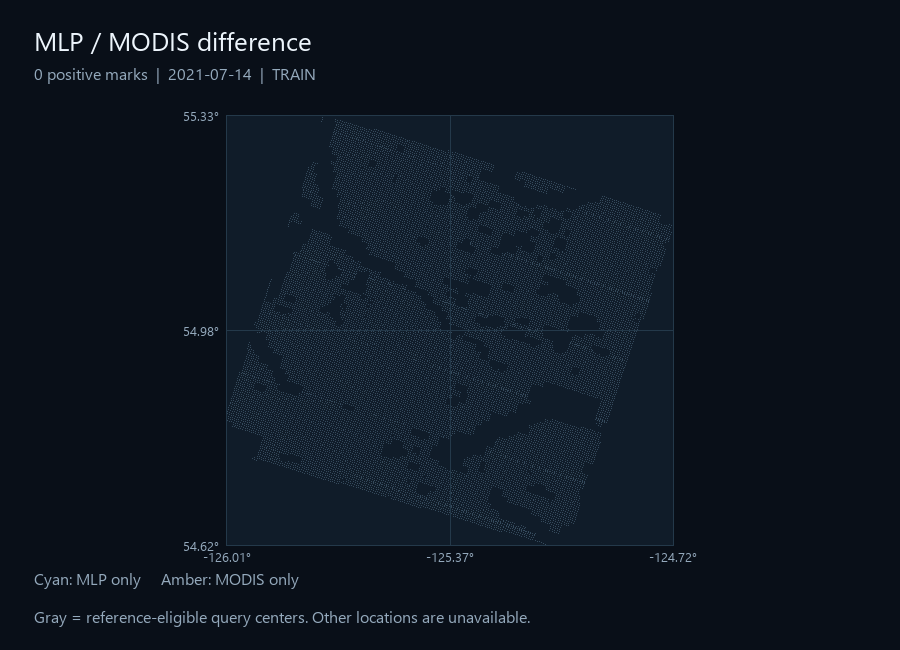 MLP / MODIS difference
0 positive marks | 2021-07-14 | TRAIN
55.33°
54.98°
54.62°
-126.01° -125.37° -124.72°
Cyan: MLP only Amber: MODIS only
Gray = reference-eligible query centers. Other locations are unavailable.